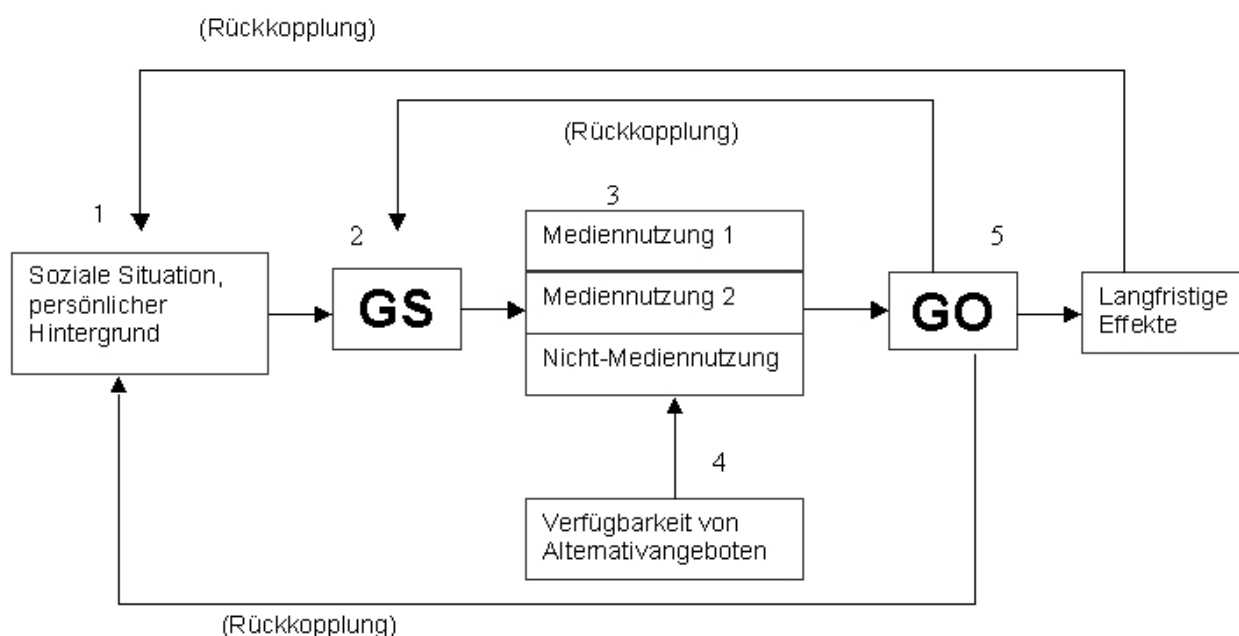 (Rückkopplung)
(Rückkopplung)
1
2
3
5
Soziale Situation,
persönlicher
Hintergrund
GS
Mediennutzung 1
Mediennutzung 2
Nicht-Mediennutzung
GO
Langfristige
Effekte
4
Verfügbarkeit von
Alternativangeboten
(Rückkopplung)